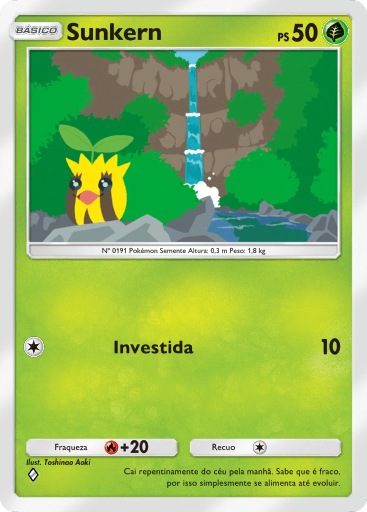 BÁSICO Sunkern PS 50
Nº 0191 Pokémon Semente Altura: 0,3 m Peso: 1,8 kg
Investida 10
Fraqueza +20 Recuo
Ilust. Toshinao Aoki
Cai repentinamente do céu pela manhã. Sabe que é fraco,
por isso simplesmente se alimenta até evoluir.